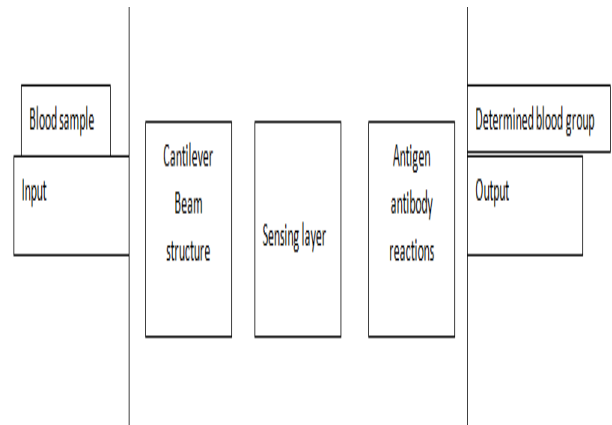 Blood sample
Input
Cantilever
Beam
structure
Sensing layer
Antigen
antibody
reactions
Determined blood group
Output